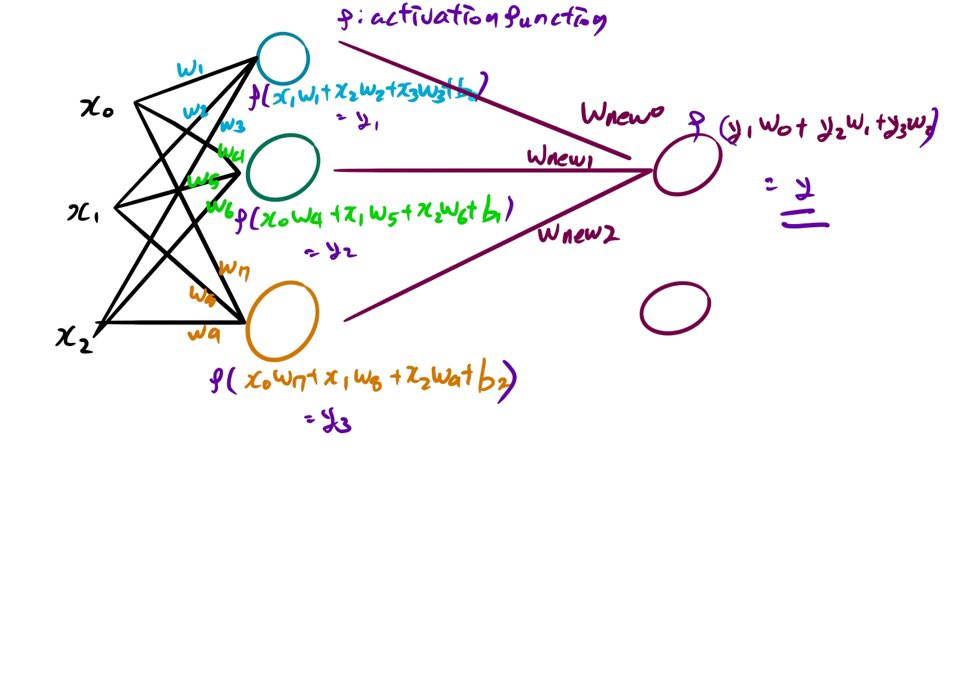 f: activation function
w1
x0
w2
w3
f(x1w1+x2w2+x3w3+b0)
= y1
wnew0
f (y1w0+ y2w1+y3w2)
= y
w4
wnew1
w5
x1
w6
f(x0w4+x1w5+x2w6+b1)
= y2
wnew2
w7
w8
x2
w9
f( x0w7+x1w8+x2w9+b2)
= y3